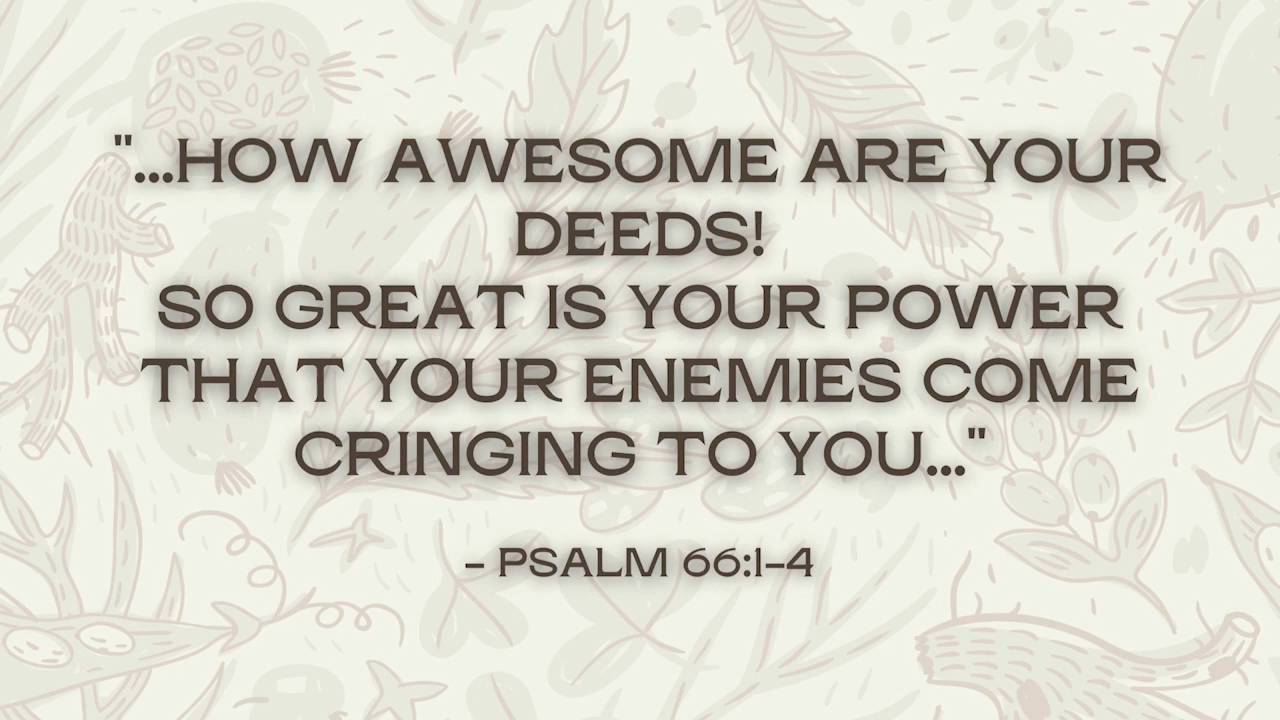 "...HOW AWESOME ARE YOUR
DEEDS!
SO GREAT IS YOUR POWER
THAT YOUR ENEMIES COME
CRINGING TO YOU..."
- PSALM 66:1-4